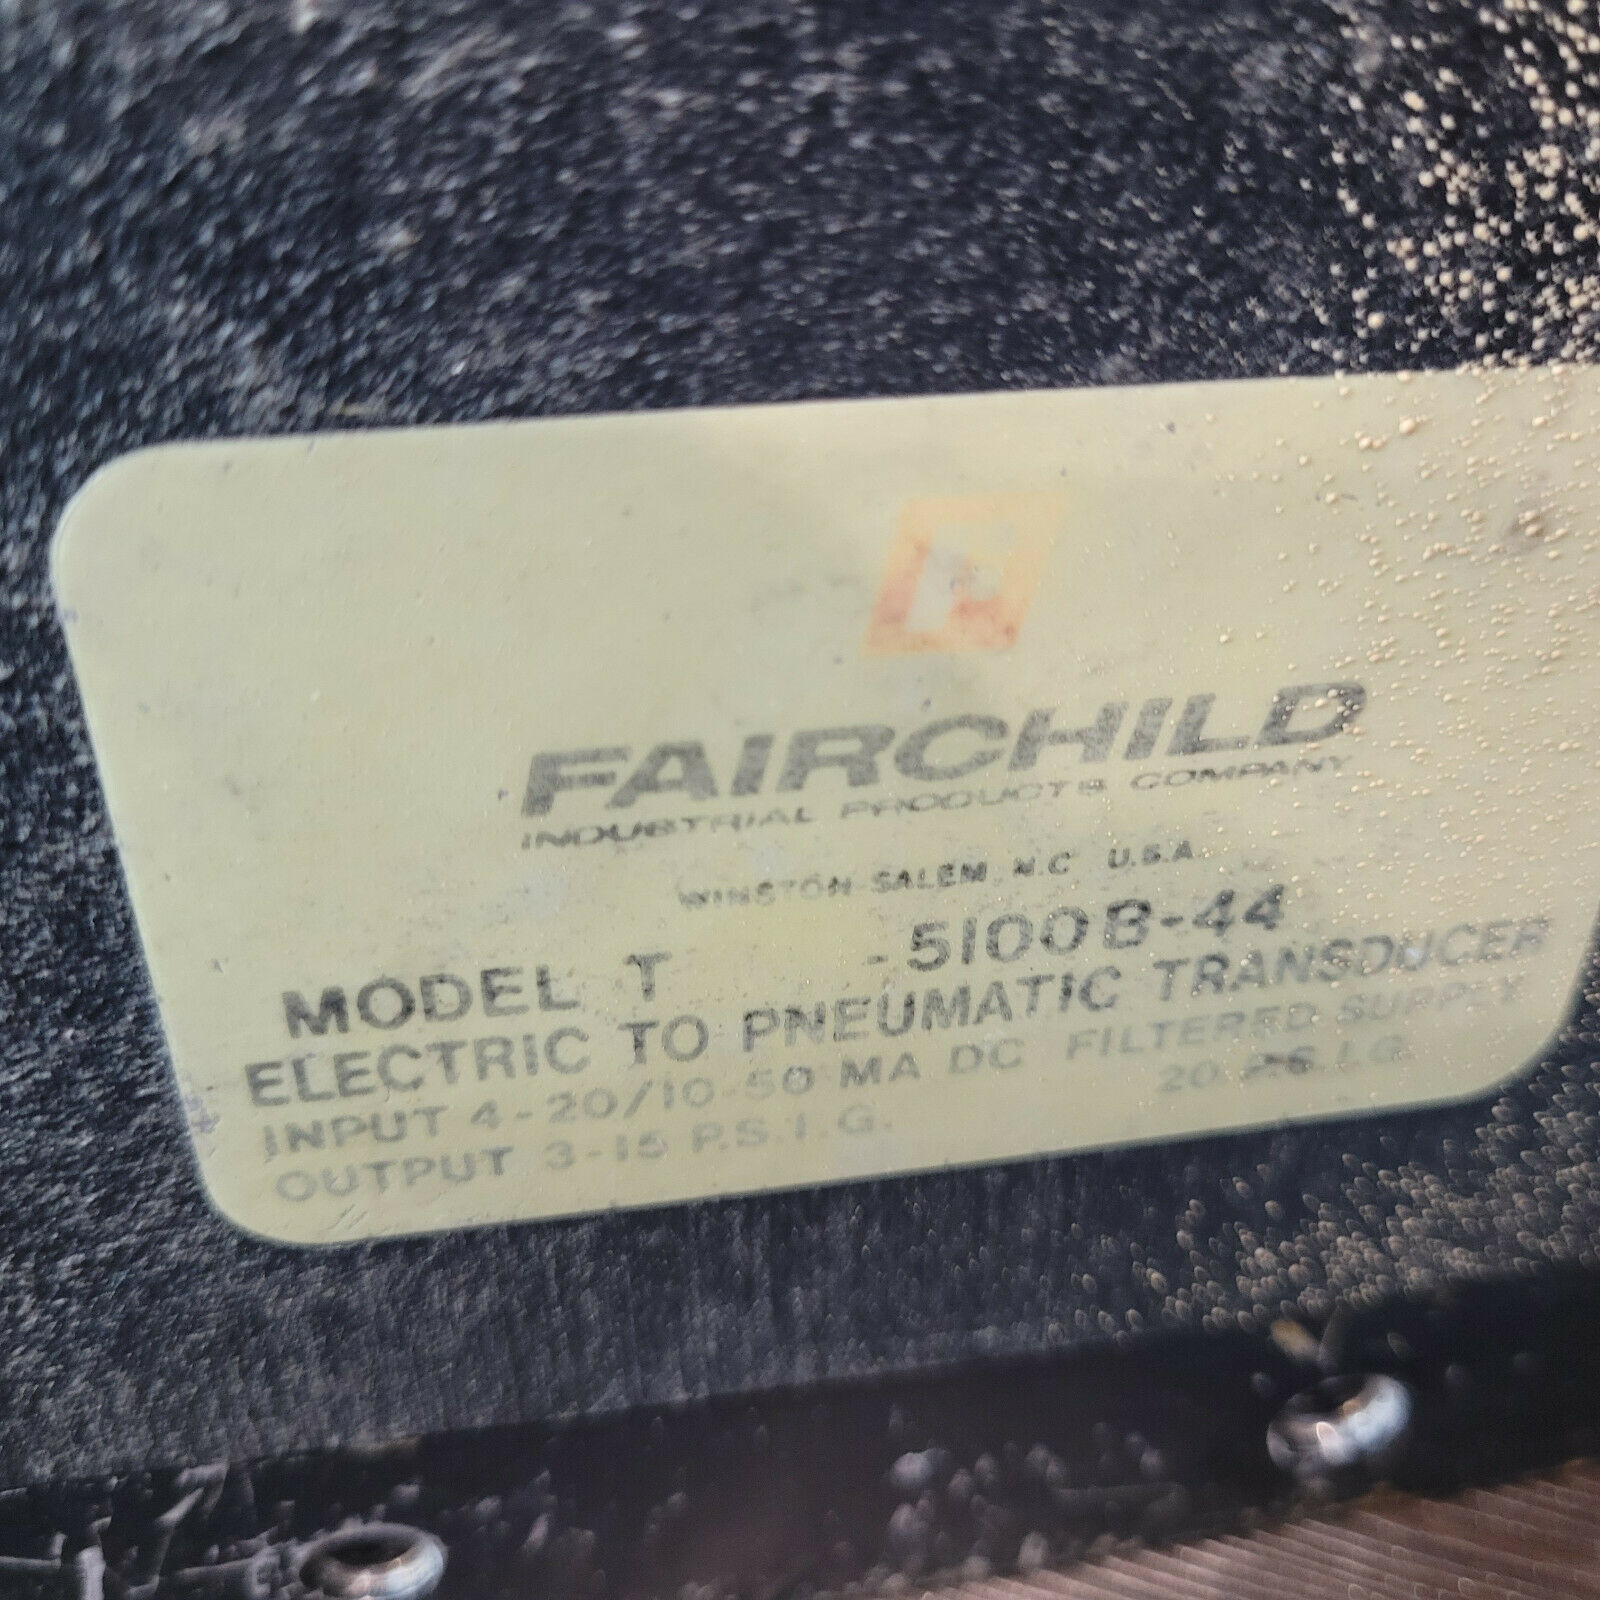 FAIRCHILD
INDUSTRIAL PRODUCTS COMPANY
WINSTON-SALEM, N.C. U.S.A.
MODEL T -5100B-44
ELECTRIC TO PNEUMATIC TRANSDUCER
INPUT 4-20/10-50 MA DC FILTERED SUPPLY
OUTPUT 3-15 P.S.I.G. 20 P.S.I.G.